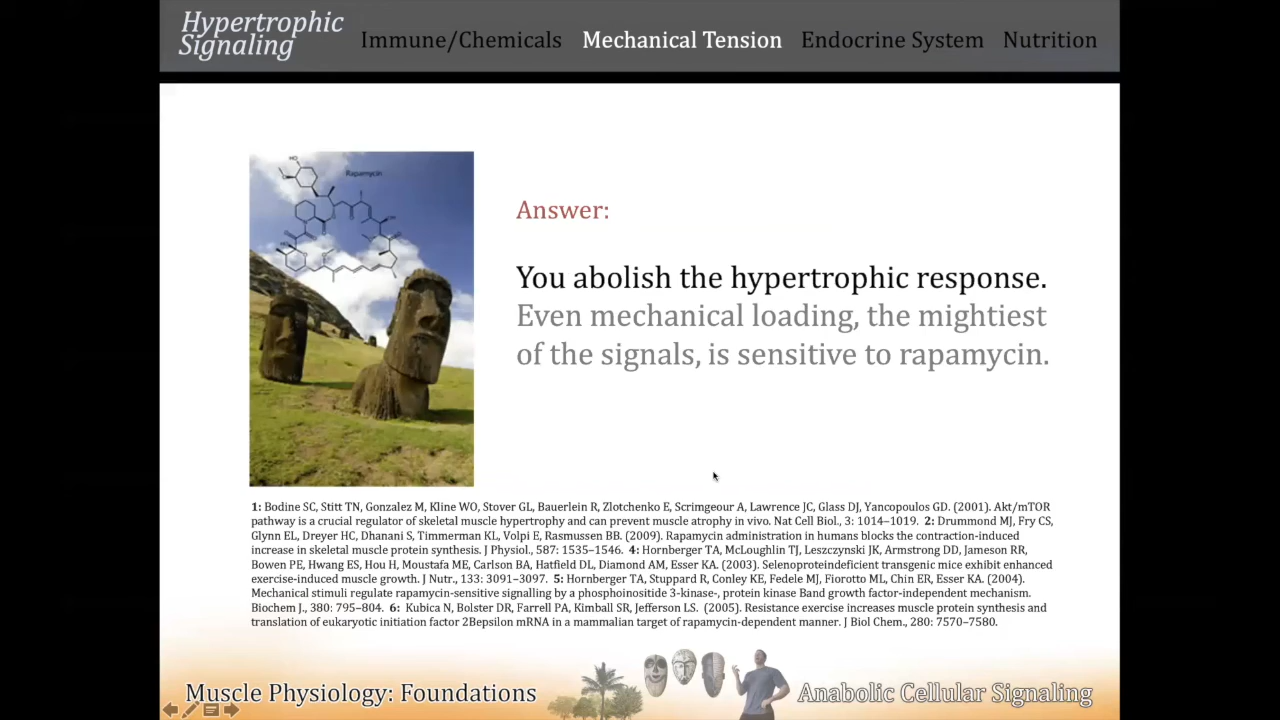 Hypertrophic
Signaling
Immune/Chemicals Mechanical Tension Endocrine System Nutrition
Rapamycin
HO
Answer:
You abolish the hypertrophic response.
Even mechanical loading, the mightiest
of the signals, is sensitive to rapamycin.
1: Bodine SC, Stitt TN, Gonzalez M, Kline WO, Stover GL, Bauerlein R, Zlotchenko E, Scrimgeour A, Lawrence JC, Glass DJ, Yancopoulos GD. (2001). Akt/mTOR
pathway is a crucial regulator of skeletal muscle hypertrophy and can prevent muscle atrophy in vivo. Nat Cell Biol., 3: 1014–1019. 2: Drummond MJ, Fry CS,
Glynn EL, Dreyer HC, Dhanani S, Timmerman KL, Volpi E, Rasmussen BB. (2009). Rapamycin administration in humans blocks the contraction-induced
increase in skeletal muscle protein synthesis. J Physiol., 587: 1535–1546. 4: Hornberger TA, McLoughlin TJ, Leszczynski JK, Armstrong DD, Jameson RR,
Bowen PE, Hwang ES, Hou H, Moustafa ME, Carlson BA, Hatfield DL, Diamond AM, Esser KA. (2003). Selenoproteindeficient transgenic mice exhibit enhanced
exercise-induced muscle growth. J Nutr., 133: 3091–3097. 5: Hornberger TA, Stuppard R, Conley KE, Fedele MJ, Fiorotto ML, Chin ER, Esser KA. (2004).
Mechanical stimuli regulate rapamycin-sensitive signalling by a phosphoinositide 3-kinase-, protein kinase Band growth factor-independent mechanism.
Biochem J., 380: 795–804. 6: Kubica N, Bolster DR, Farrell PA, Kimball SR, Jefferson LS. (2005). Resistance exercise increases muscle protein synthesis and
translation of eukaryotic initiation factor 2Bepsilon mRNA in a mammalian target of rapamycin-dependent manner. J Biol Chem., 280: 7570–7580.
Muscle Physiology: Foundations
Anabolic Cellular Signaling